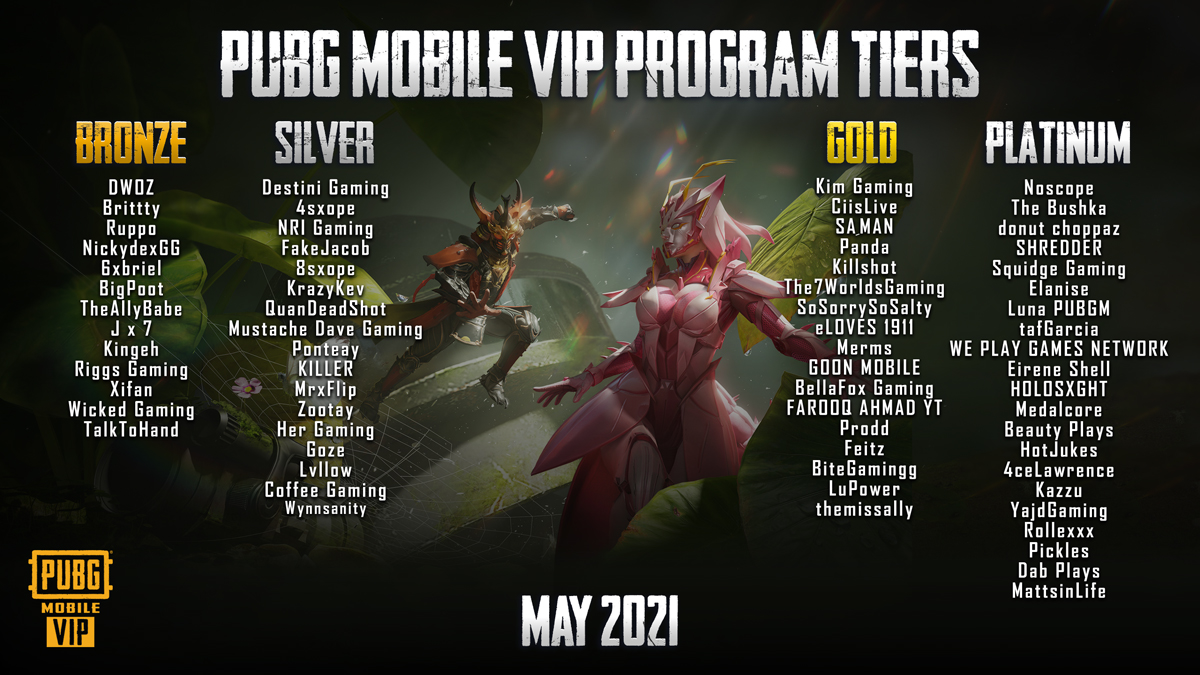 PUBG MOBILE VIP PROGRAM TIERS
BRONZE
DWOZ
Brittty
Ruppo
NickydexGG
6xbriel
BigPoot
TheAllyBabe
J x 7
Kingeh
Riggs Gaming
Xifan
Wicked Gaming
TalkToHand
SILVER
Destini Gaming
4sxope
NRI Gaming
FakeJacob
8sxope
KrazyKev
QuanDeadShot
Mustache Dave Gaming
Ponteay
KILLER
MrxFlip
Zootay
Her Gaming
Goze
Lvllow
Coffee Gaming
Wynnsanity
GOLD
Kim Gaming
CiisLive
SAMAN
Panda
Killshot
The7WorldsGaming
SoSorrySoSalty
eLOVES 1911
Merms
GOON MOBILE
BellaFox Gaming
FAROOQ AHMAD YT
Prodd
Feitz
BiteGamingg
LuPower
themissally
PLATINUM
Noscope
The Bushka
donut choppaz
SHREDDER
Squidge Gaming
Elanise
Luna PUBGM
tafGarcia
WE PLAY GAMES NETWORK
Eirene Shell
HOLOSXGHT
Medalcore
Beauty Plays
HotJukes
4ceLawrence
Kazzu
YajdGaming
Rollexxx
Pickles
Dab Plays
MattsinLife
PUBG
MOBILE
VIP
MAY 2021